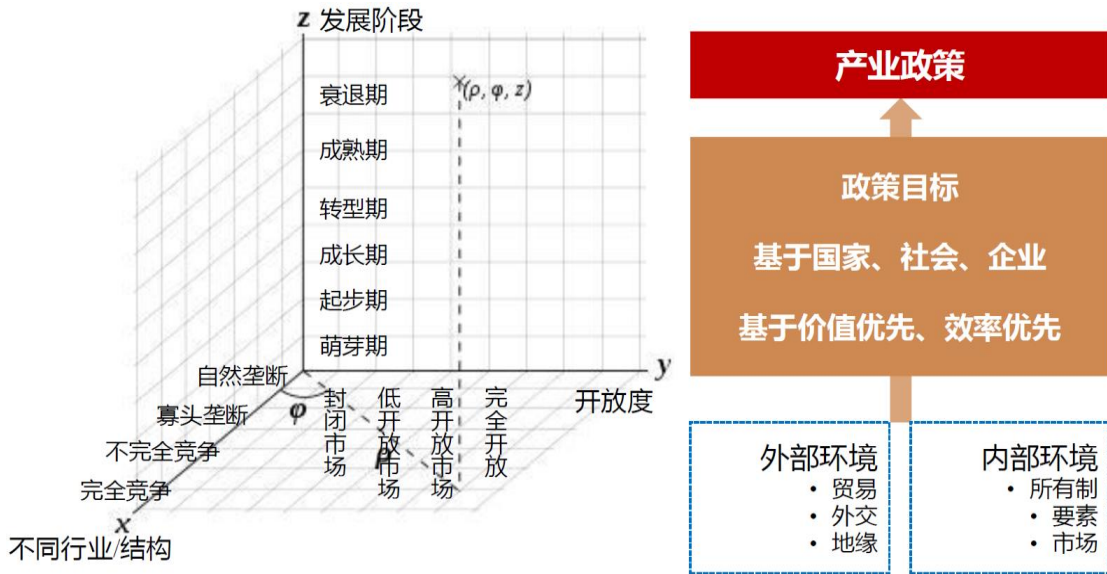 z 发展阶段
衰退期
(ρ, φ, z)
成熟期
转型期
成长期
起步期
萌芽期
y
开放度
封闭市场
低开放市场
高开放市场
完全开放
φ
ρ
自然垄断
寡头垄断
不完全竞争
完全竞争
x
不同行业/结构
产业政策
政策目标
基于国家、社会、企业
基于价值优先、效率优先
外部环境
• 贸易
• 外交
• 地缘
内部环境
• 所有制
• 要素
• 市场